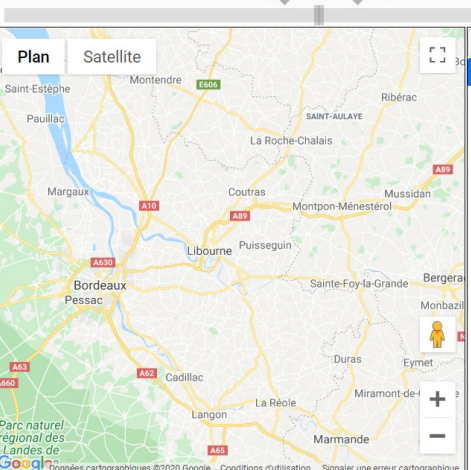 Plan
Satellite
Montendre
E606
Saint-Estèphe
Ribérac
SAINT-AULAYE
Pauillac
La Roche-Chalais
A89
Margaux
Coutras
Mussidan
A10
Montpon-Ménestérol
A89
Libourne
Puisseguin
A630
Bordeaux
Sainte-Foy-la-Grande
Bergera
Pessac
Monbazil
Duras
Eymet
A63
A62
Cadillac
A660
Miramont-de-
La Réole
Langon
Parc naturel
régional des
Landes de
Marmande
A65
Google
Données cartographiques ©2020 Google
Conditions d'utilisation
Signaler une erreur cartographique